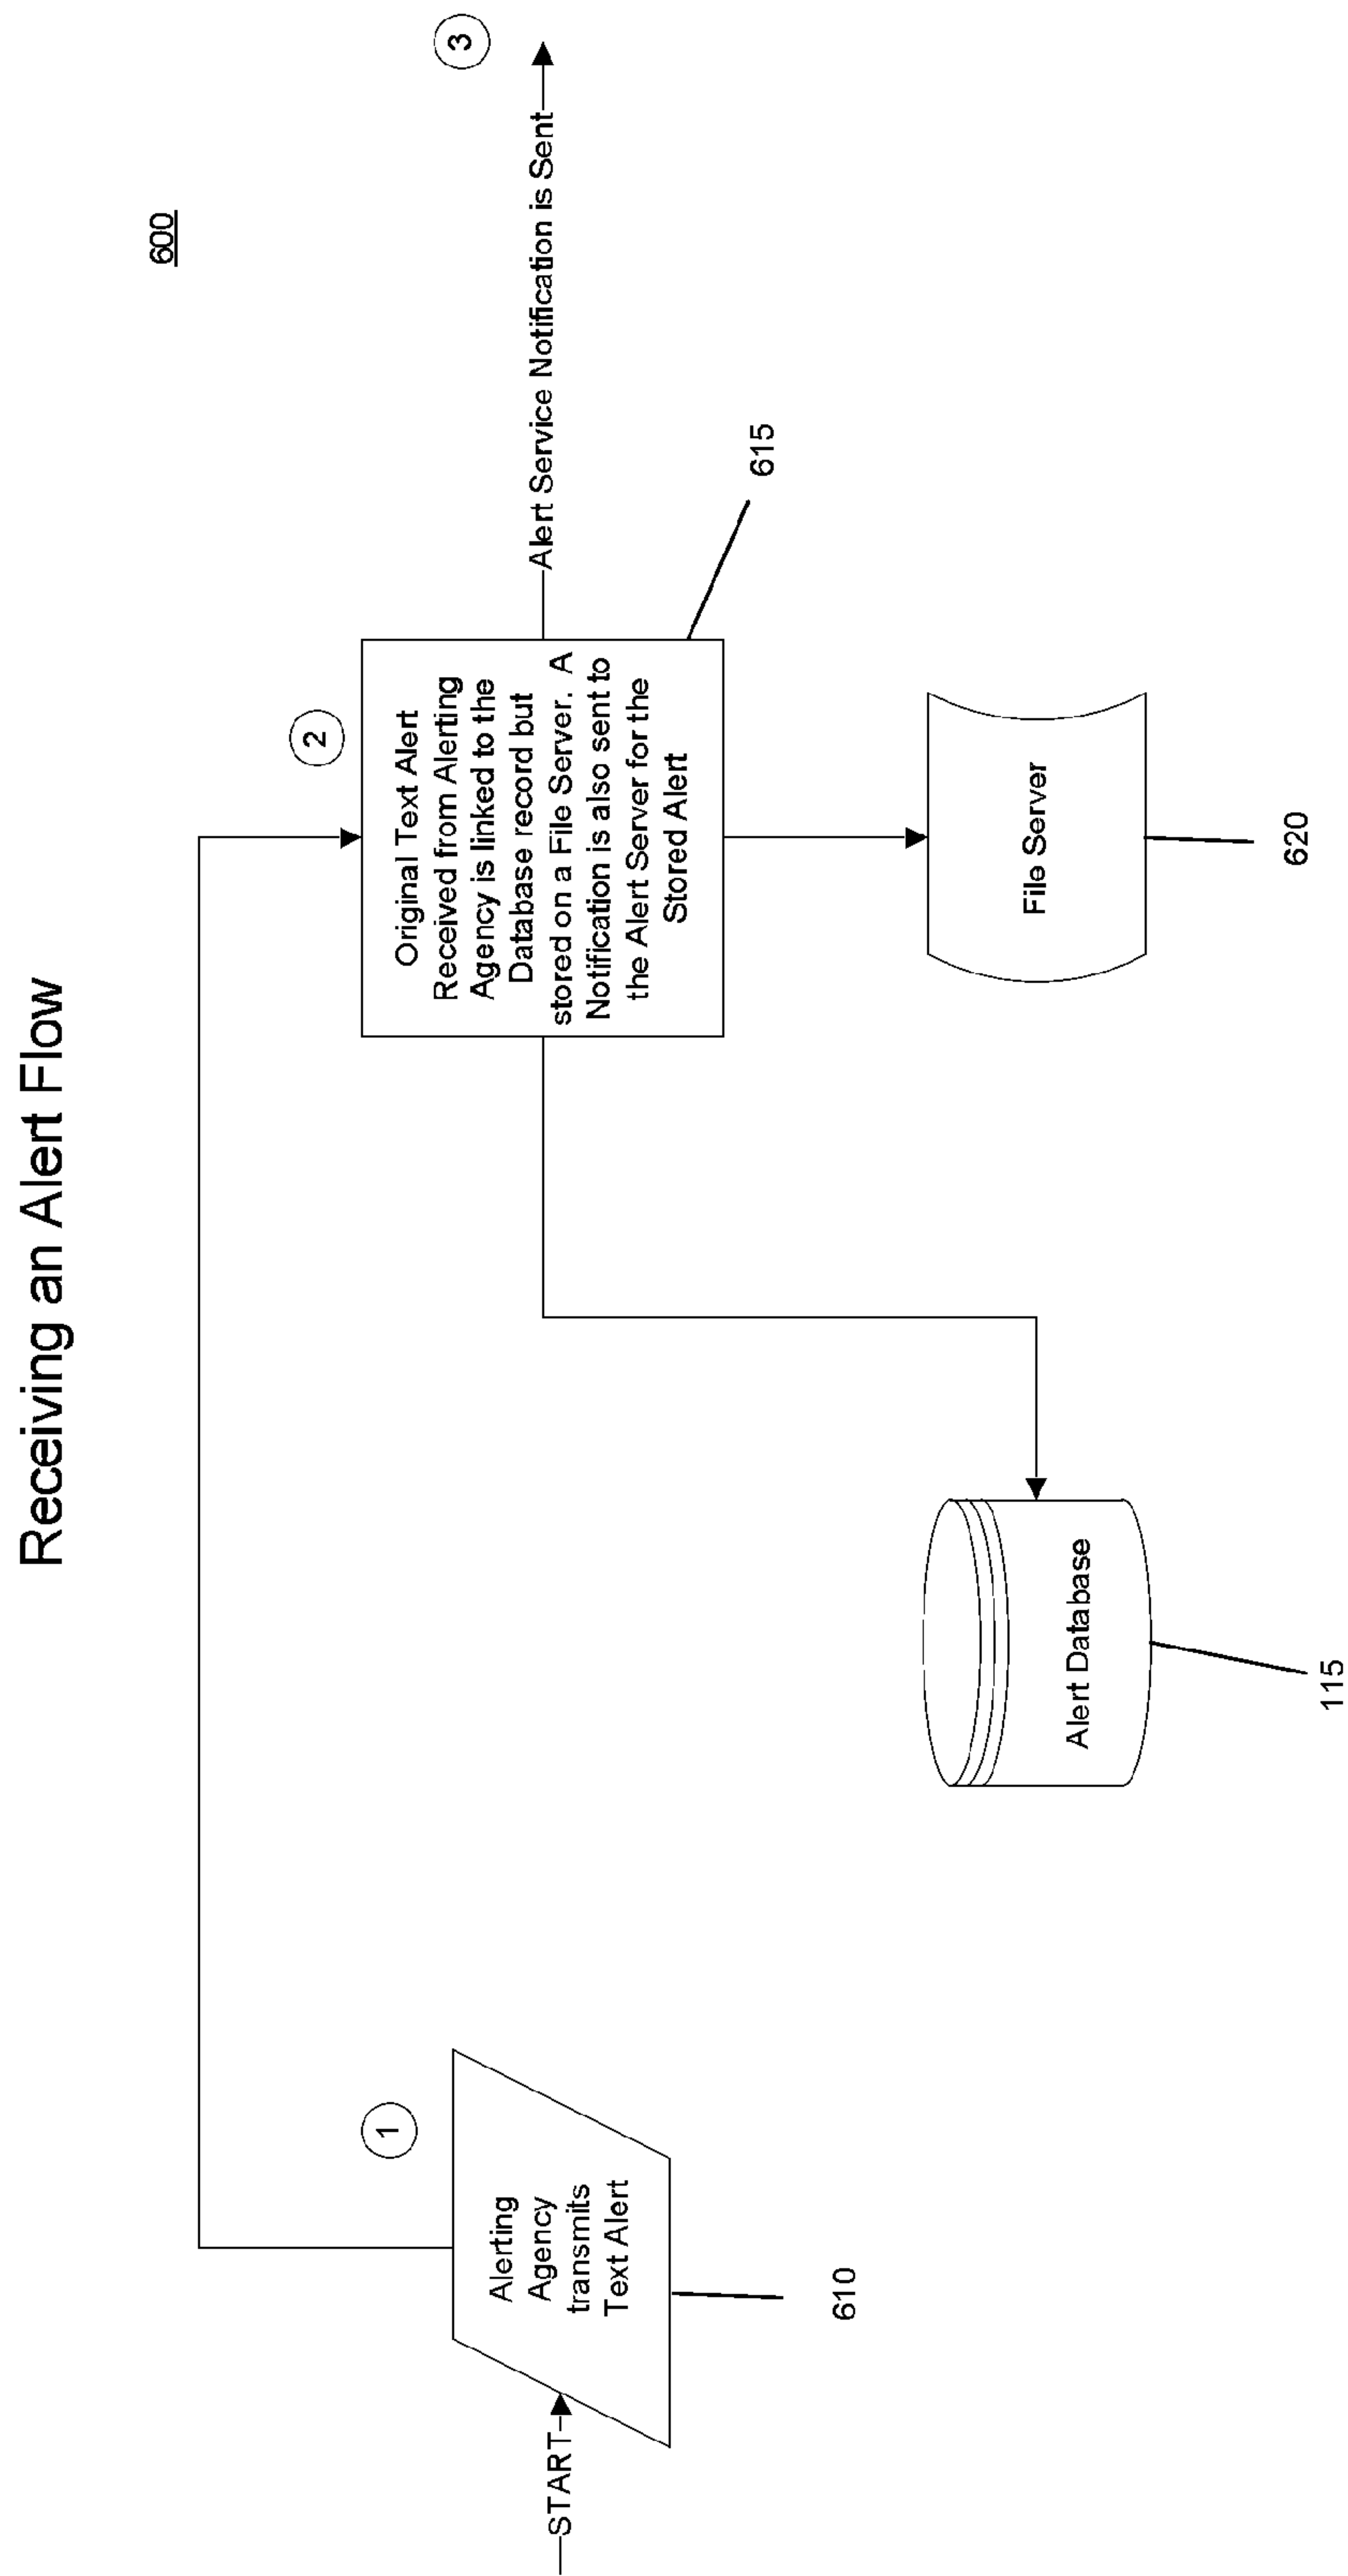 Receiving an Alert Flow
600
START
1
Alerting
Agency
transmits
Text Alert
610
2
Original Text Alert
Received from Alerting
Agency is linked to the
Database record but
stored on a File Server. A
Notification is also sent to
the Alert Server for the
Stored Alert
615
Alert Service Notification is Sent
3
Alert Database
115
File Server
620